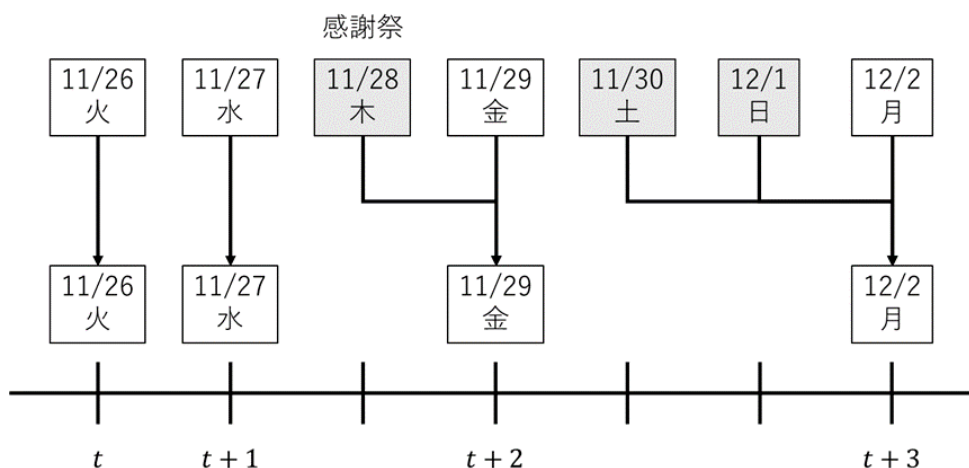 感謝祭
11/26
火
11/27
水
11/28
木
11/29
金
11/30
土
12/1
日
12/2
月
11/26
火
11/27
水
11/29
金
12/2
月
t
t + 1
t + 2
t + 3